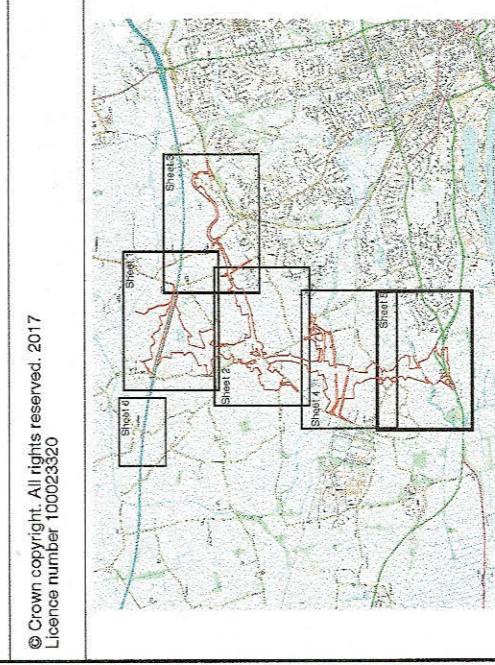 © Crown copyright. All rights reserved. 2017
Licence number 100023320
Sheet 3
Sheet 1
Sheet 6
Sheet 2
Sheet 4
Sheet 5